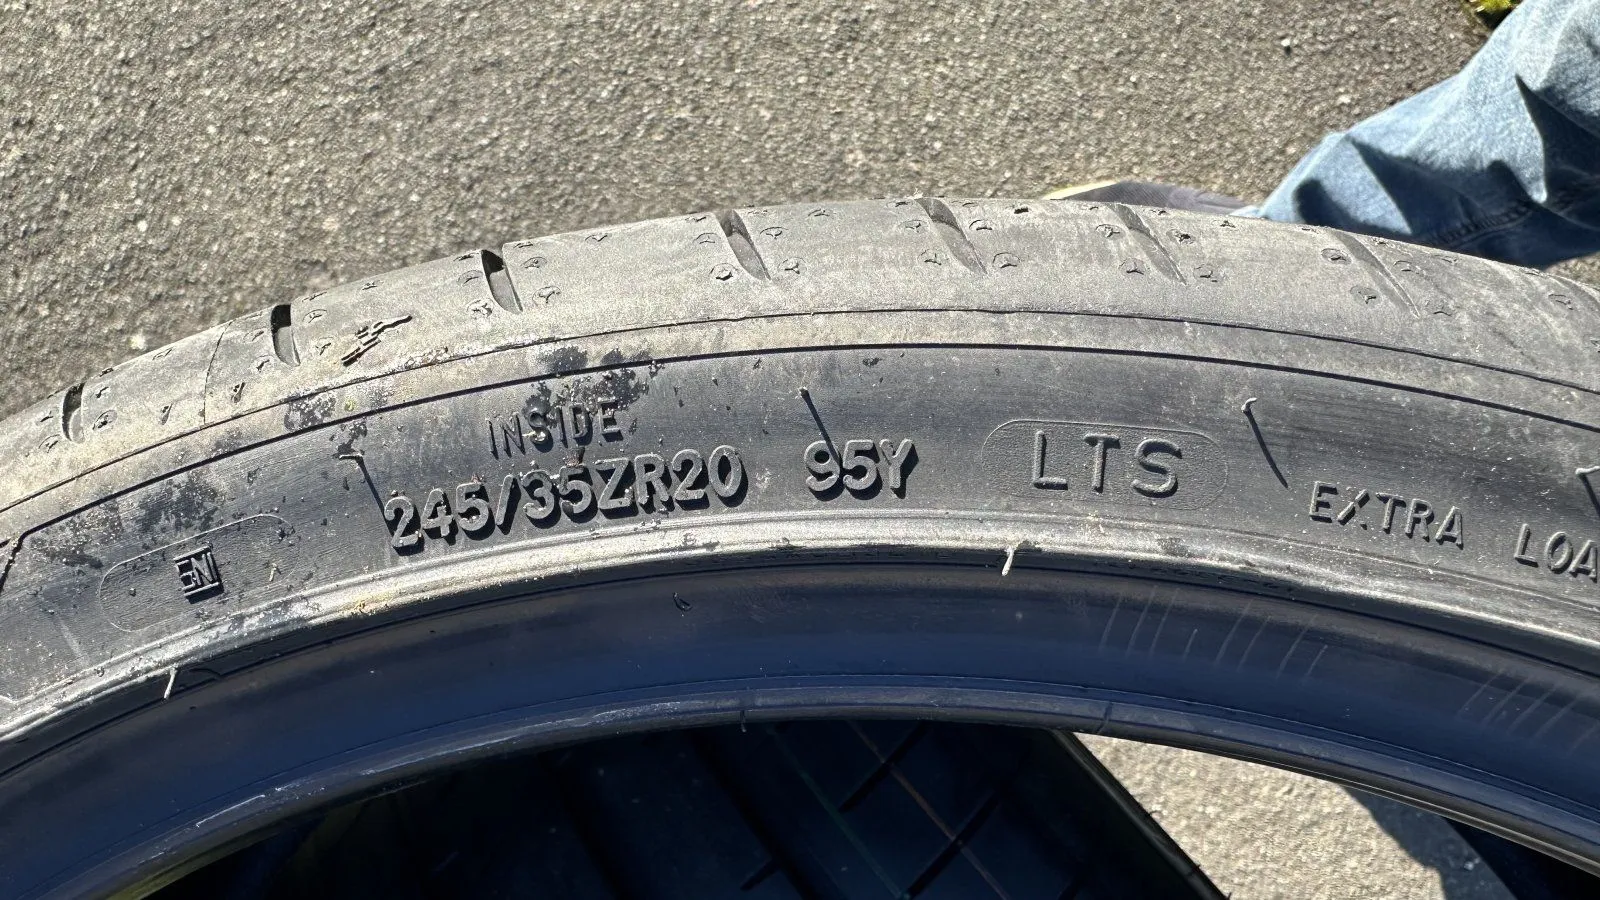 INSIDE
245/35ZR20 95Y LTS EXTRA LOA